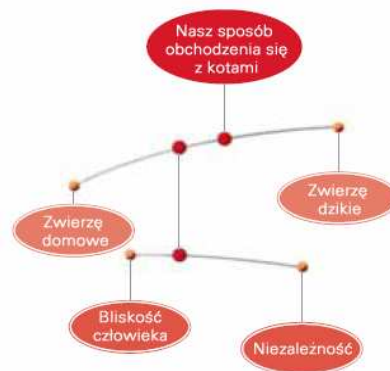 Nasz sposób
obchodzenia się
z kotami
Zwierzę
domowe
Zwierzę
dzikie
Bliskość
człowieka
Niezależność